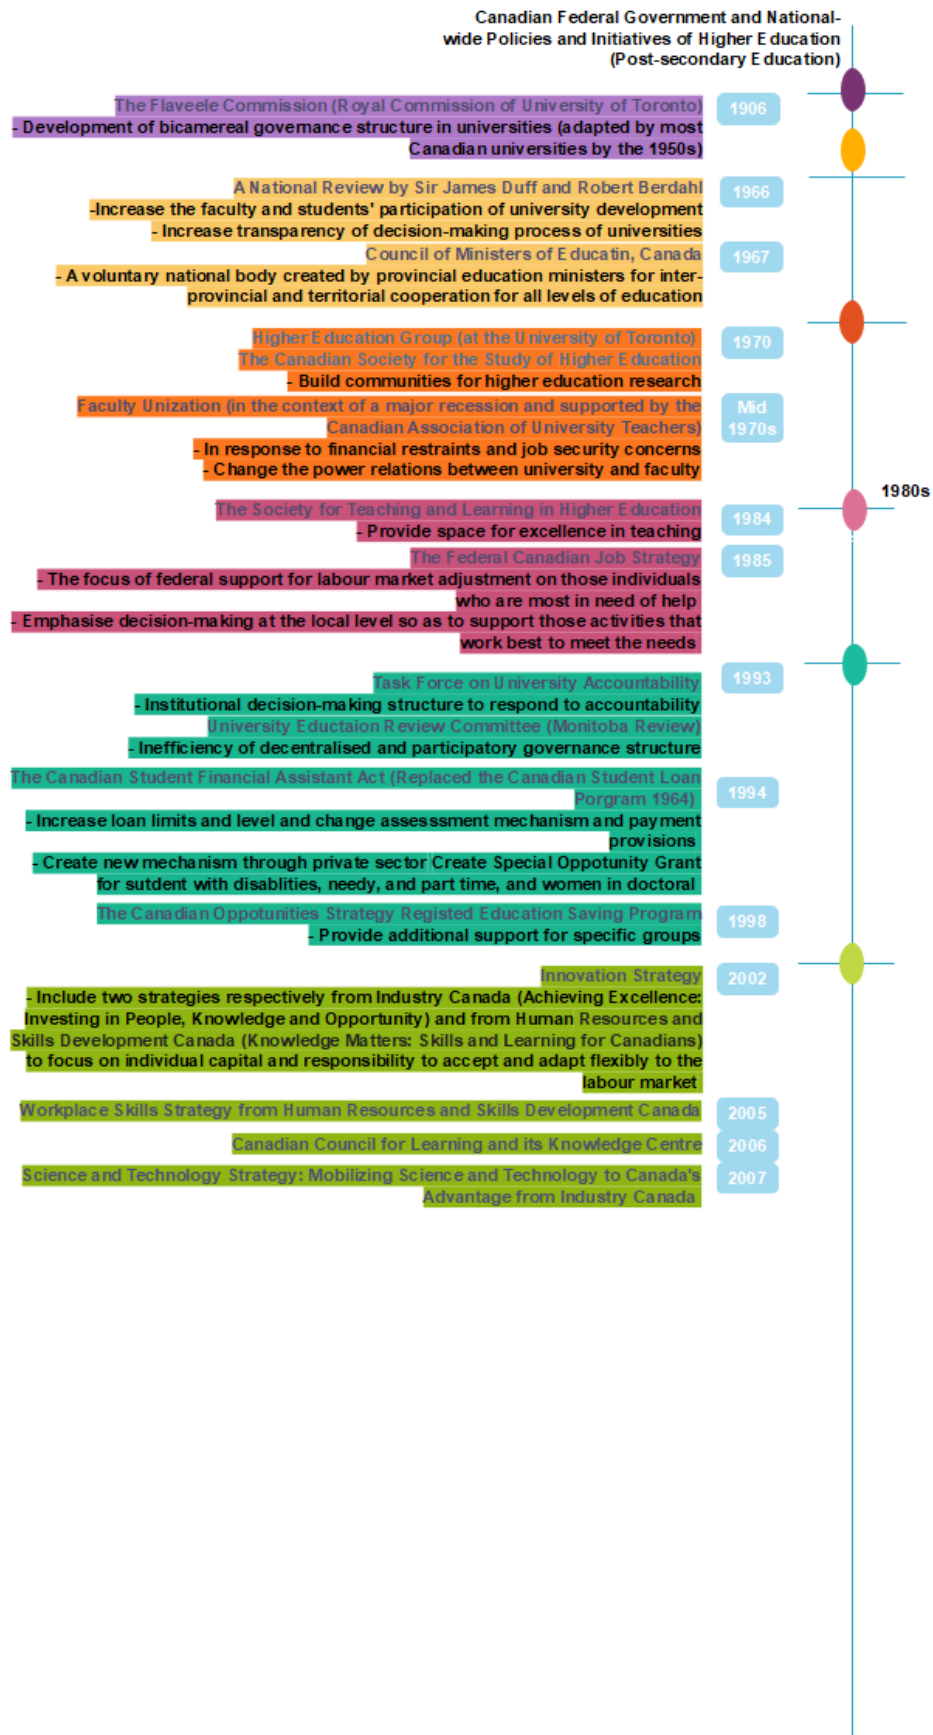 Canadian Federal Government and National-
wide Policies and Initiatives of Higher Education
(Post-secondary Education)
The Flaveele Commission (Royal Commission of University of Toronto)
1906
- Development of bicamereal governance structure in universities (adapted by most
Canadian universities by the 1950s)
A National Review by Sir James Duff and Robert Berdahl
1966
-Increase the faculty and students' participation of university development
- Increase transparency of decision-making process of universities
Council of Ministers of Educatin, Canada
1967
- A voluntary national body created by provincial education ministers for inter-
provincial and territorial cooperation for all levels of education
Higher Education Group (at the University of Toronto)
1970
The Canadian Society for the Study of Higher Education
- Build communities for higher education research
Faculty Unization (in the context of a major recession and supported by the
Mid
1970s
Canadian Association of University Teachers)
- In response to financial restraints and job security concerns
- Change the power relations between university and faculty
1980s
The Society for Teaching and Learning in Higher Education
1984
- Provide space for excellence in teaching
The Federal Canadian Job Strategy
1985
- The focus of federal support for labour market adjustment on those individuals
who are most in need of help
- Emphasise decision-making at the local level so as to support those activities that
work best to meet the needs
Task Force on University Accountability
1993
- Institutional decision-making structure to respond to accountability
University Eductaion Review Committee (Monitoba Review)
- Inefficiency of decentralised and participatory governance structure
The Canadian Student Financial Assistant Act (Replaced the Canadian Student Loan
Porgram 1964)
1994
- Increase loan limits and level and change assesssment mechanism and payment
provisions
- Create new mechanism through private sector Create Special Oppotunity Grant
for sutdent with disablities, needy, and part time, and women in doctoral
The Canadian Oppotunities Strategy Registed Education Saving Program
1998
- Provide additional support for specific groups
Innovation Strategy
2002
- Include two strategies respectively from Industry Canada (Achieving Excellence:
Investing in People, Knowledge and Opportunity) and from Human Resources and
Skills Development Canada (Knowledge Matters: Skills and Learning for Canadians)
to focus on individual capital and responsibility to accept and adapt flexibly to the
labour market
Workplace Skills Strategy from Human Resources and Skills Development Canada
2005
Canadian Council for Learning and its Knowledge Centre
2006
Science and Technology Strategy: Mobilizing Science and Technology to Canada's
2007
Advantage from Industry Canada